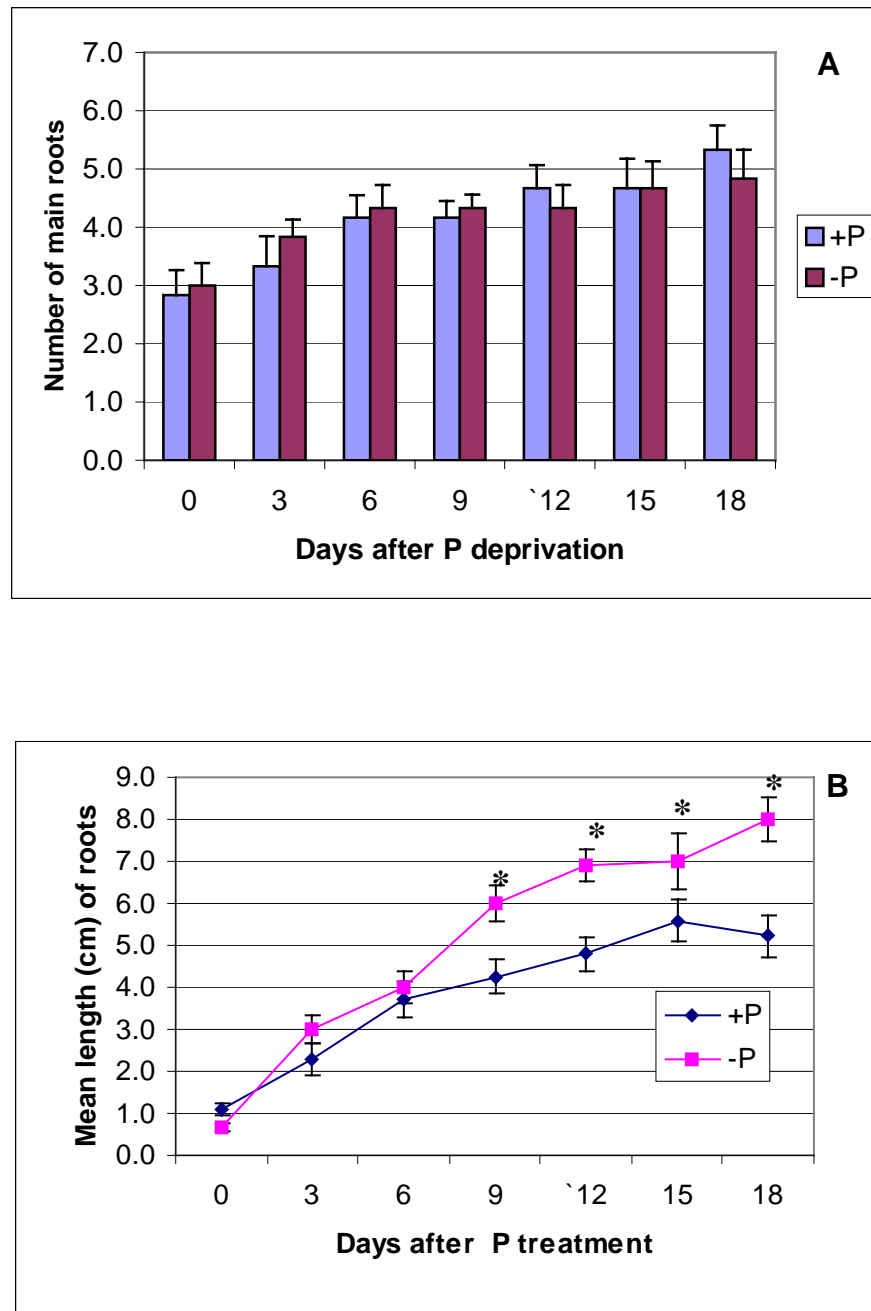 A
7.0
6.0
5.0
4.0
3.0
2.0
1.0
0.0
Number of main roots
0 3 6 9 `12 15 18
Days after P deprivation
+P
-P
B
9.0
8.0
7.0
6.0
5.0
4.0
3.0
2.0
1.0
0.0
Mean length (cm) of roots
* * * *
+P
-P
0 3 6 9 `12 15 18
Days after P treatment